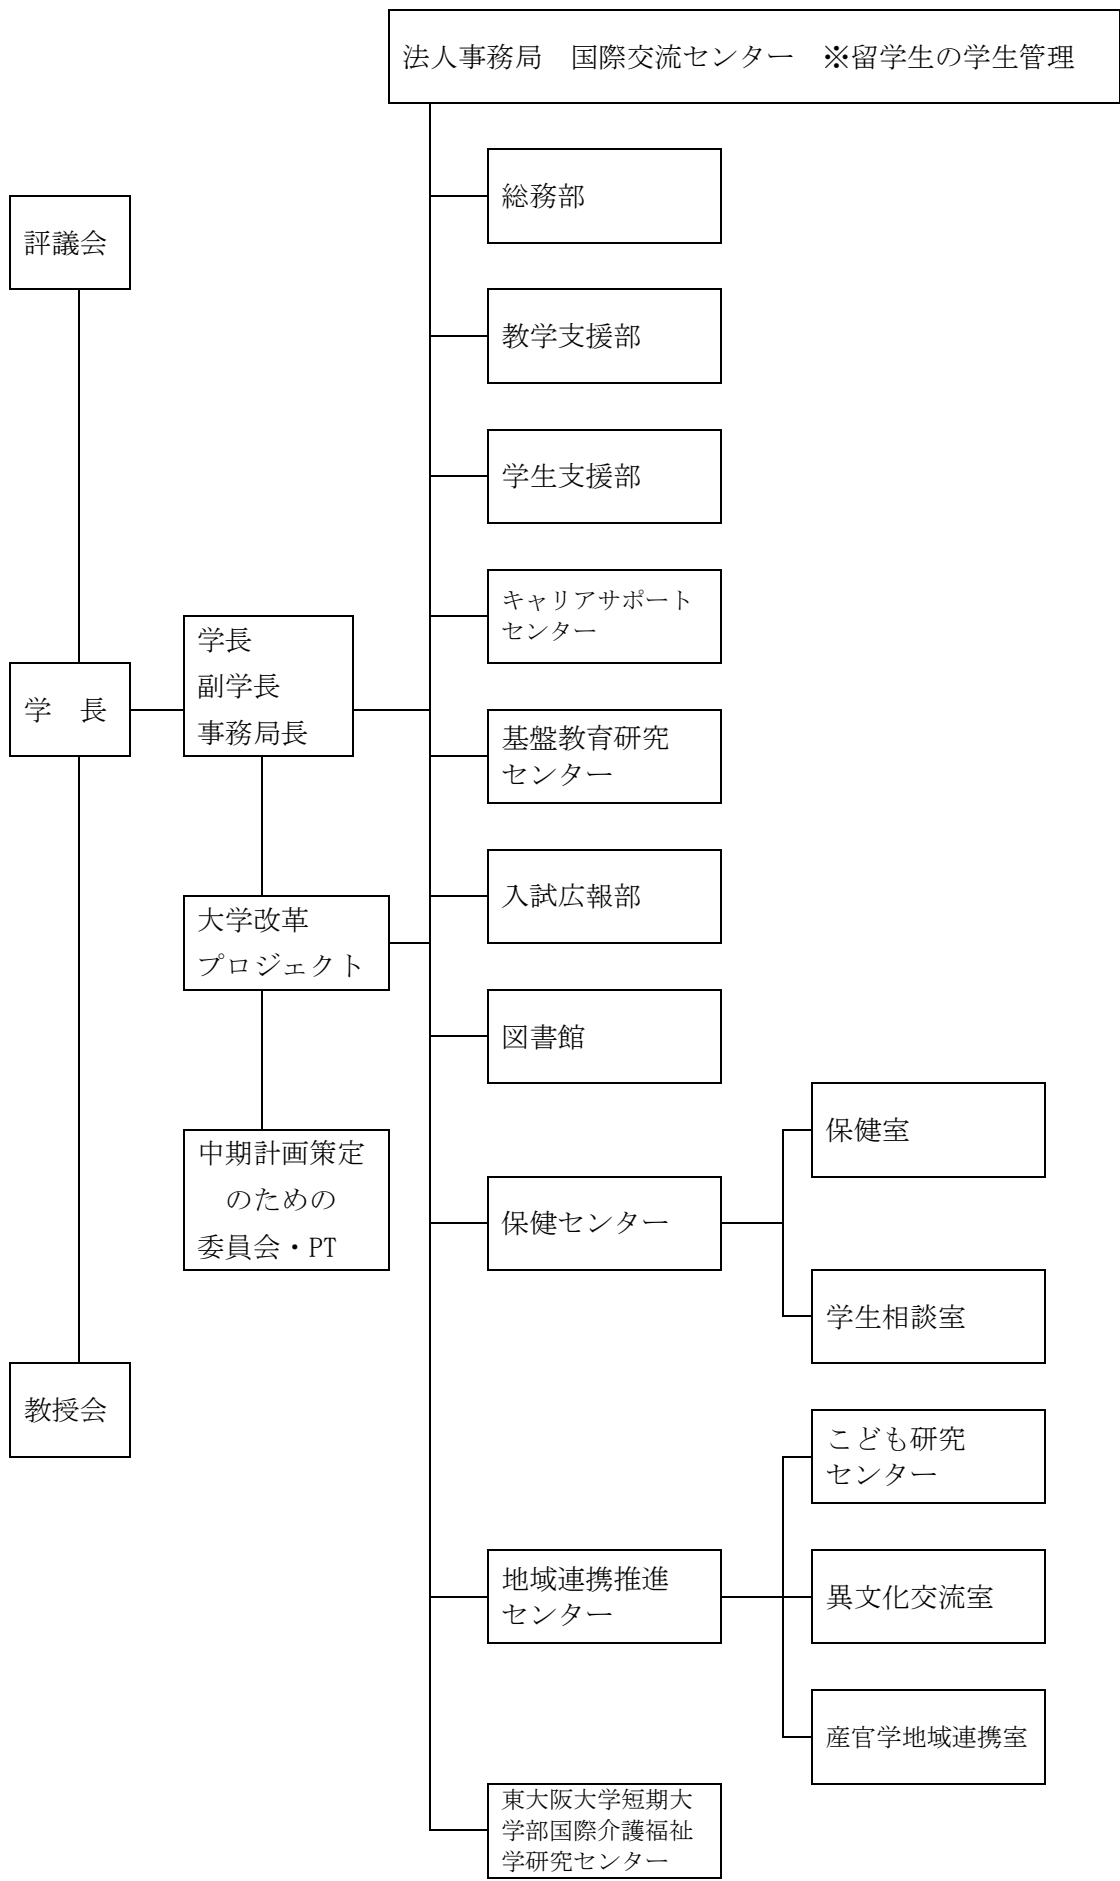 法人事務局　国際交流センター　※留学生の学生管理
総務部
評議会
教学支援部
学生支援部
キャリアサポート
センター
学　長
学長
副学長
事務局長
基盤教育研究
センター
入試広報部
大学改革
プロジェクト
図書館
保健室
中期計画策定
のための
委員会・PT
保健センター
学生相談室
教授会
こども研究
センター
地域連携推進
センター
異文化交流室
産官学地域連携室
東大阪大学短期大
学部国際介護福祉
学研究センター